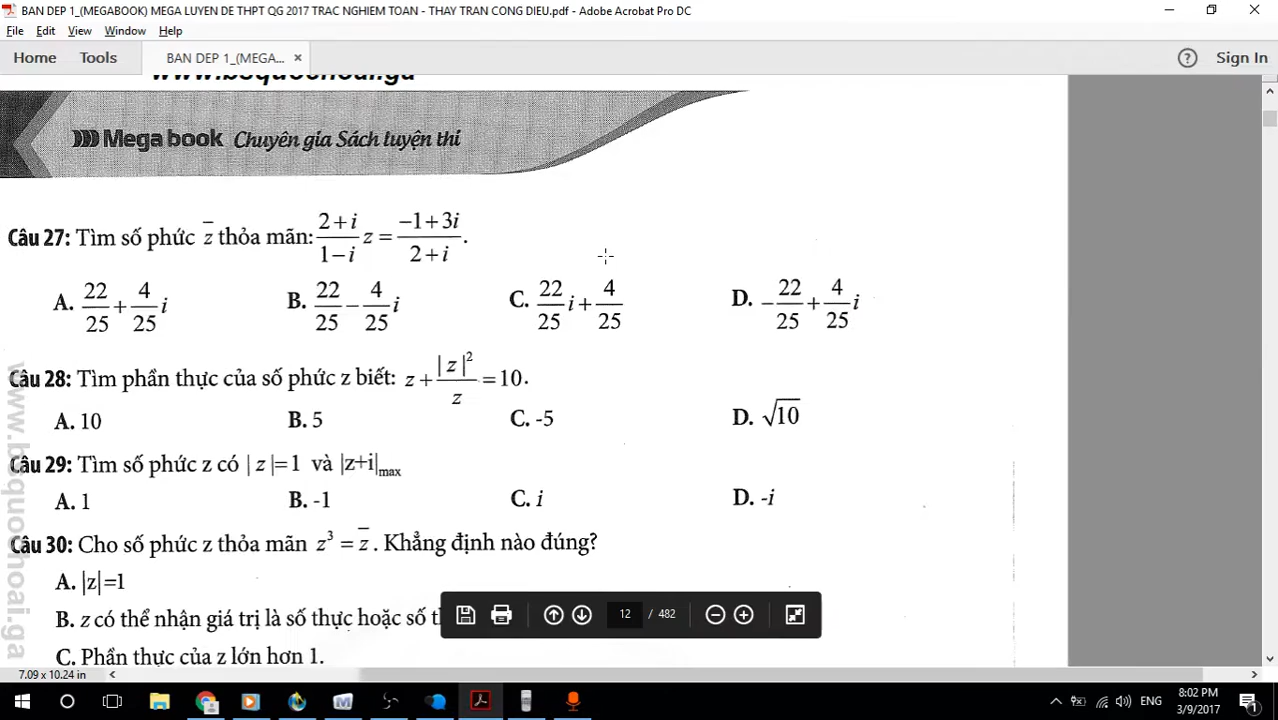 BAN DEP 1_(MEGABOOK) MEGA LUYEN DE THPT QG 2017 TRAC NGHIEM TOAN - THAY TRAN CONG DIEU.pdf - Adobe Acrobat Pro DC
File Edit View Window Help
Home Tools BAN DEP 1_(MEGA... × Sign In
www.bsquochoai.ga
Mega book Chuyên gia Sách luyện thi
Câu 27: Tìm số phức z̄ thỏa mãn: (2+i)/(1−i) z = (−1+3i)/(2+i).
A. 22/25 + 4/25 i B. 22/25 − 4/25 i C. 22/25 i + 4/25 D. −22/25 + 4/25 i
Câu 28: Tìm phần thực của số phức z biết: z + |z|²/z = 10.
A. 10 B. 5 C. -5 D. √10
Câu 29: Tìm số phức z có |z|=1 và |z+i|max
A. 1 B. -1 C. i D. -i
Câu 30: Cho số phức z thỏa mãn z³ = z̄. Khẳng định nào đúng?
A. |z|=1
B. z có thể nhận giá trị là số thực hoặc số
C. Phần thực của z lớn hơn 1.
www.bsquochoai.ga
12 / 482
7.09 x 10.24 in
ENG 8:02 PM
3/9/2017